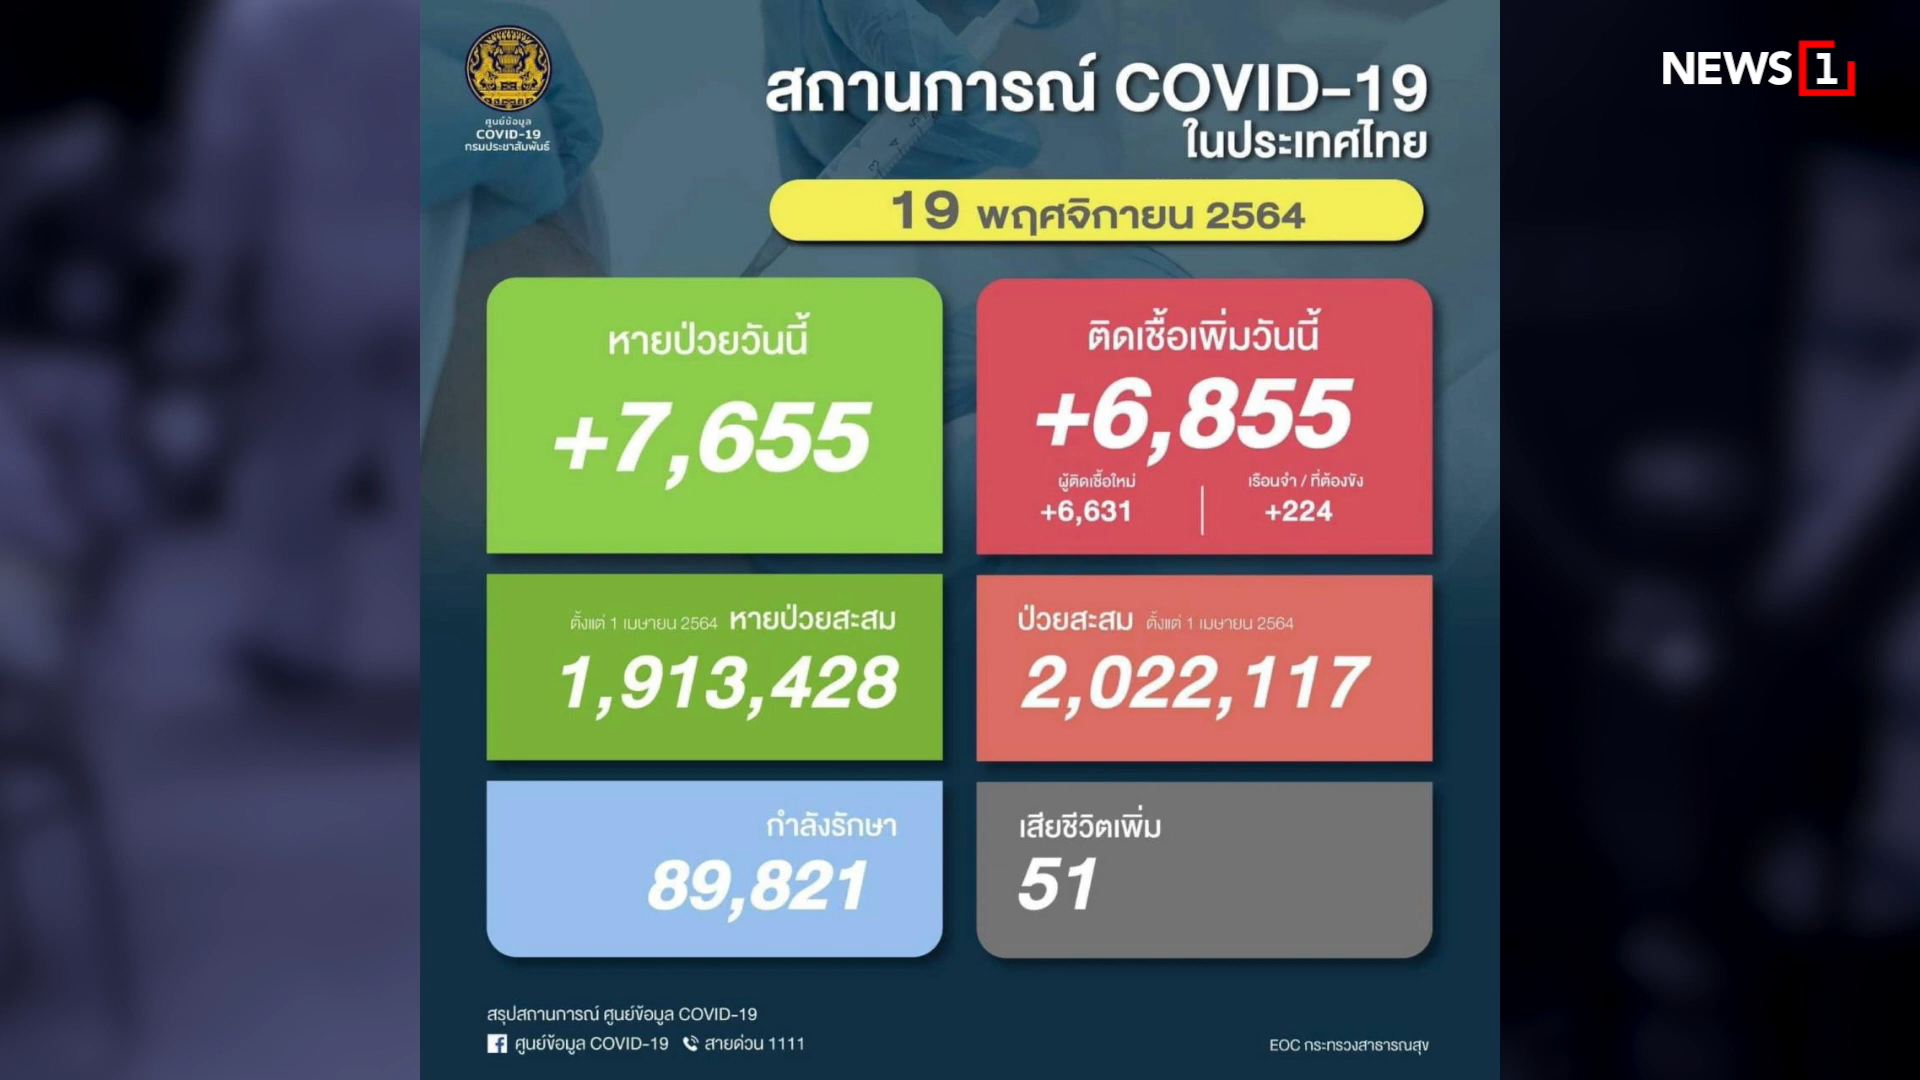 ศูนย์ข้อมูล
COVID-19
กรมประชาสัมพันธ์
NEWS 1
สถานการณ์ COVID-19
ในประเทศไทย
19 พฤศจิกายน 2564
หายป่วยวันนี้
+7,655
ติดเชื้อเพิ่มวันนี้
+6,855
ผู้ติดเชื้อใหม่
+6,631
เรือนจำ / ที่ต้องขัง
+224
ตั้งแต่ 1 เมษายน 2564 หายป่วยสะสม
1,913,428
ป่วยสะสม ตั้งแต่ 1 เมษายน 2564
2,022,117
กำลังรักษา
89,821
เสียชีวิตเพิ่ม
51
สรุปสถานการณ์ ศูนย์ข้อมูล COVID-19
ศูนย์ข้อมูล COVID-19 สายด่วน 1111
EOC กระทรวงสาธารณสุข